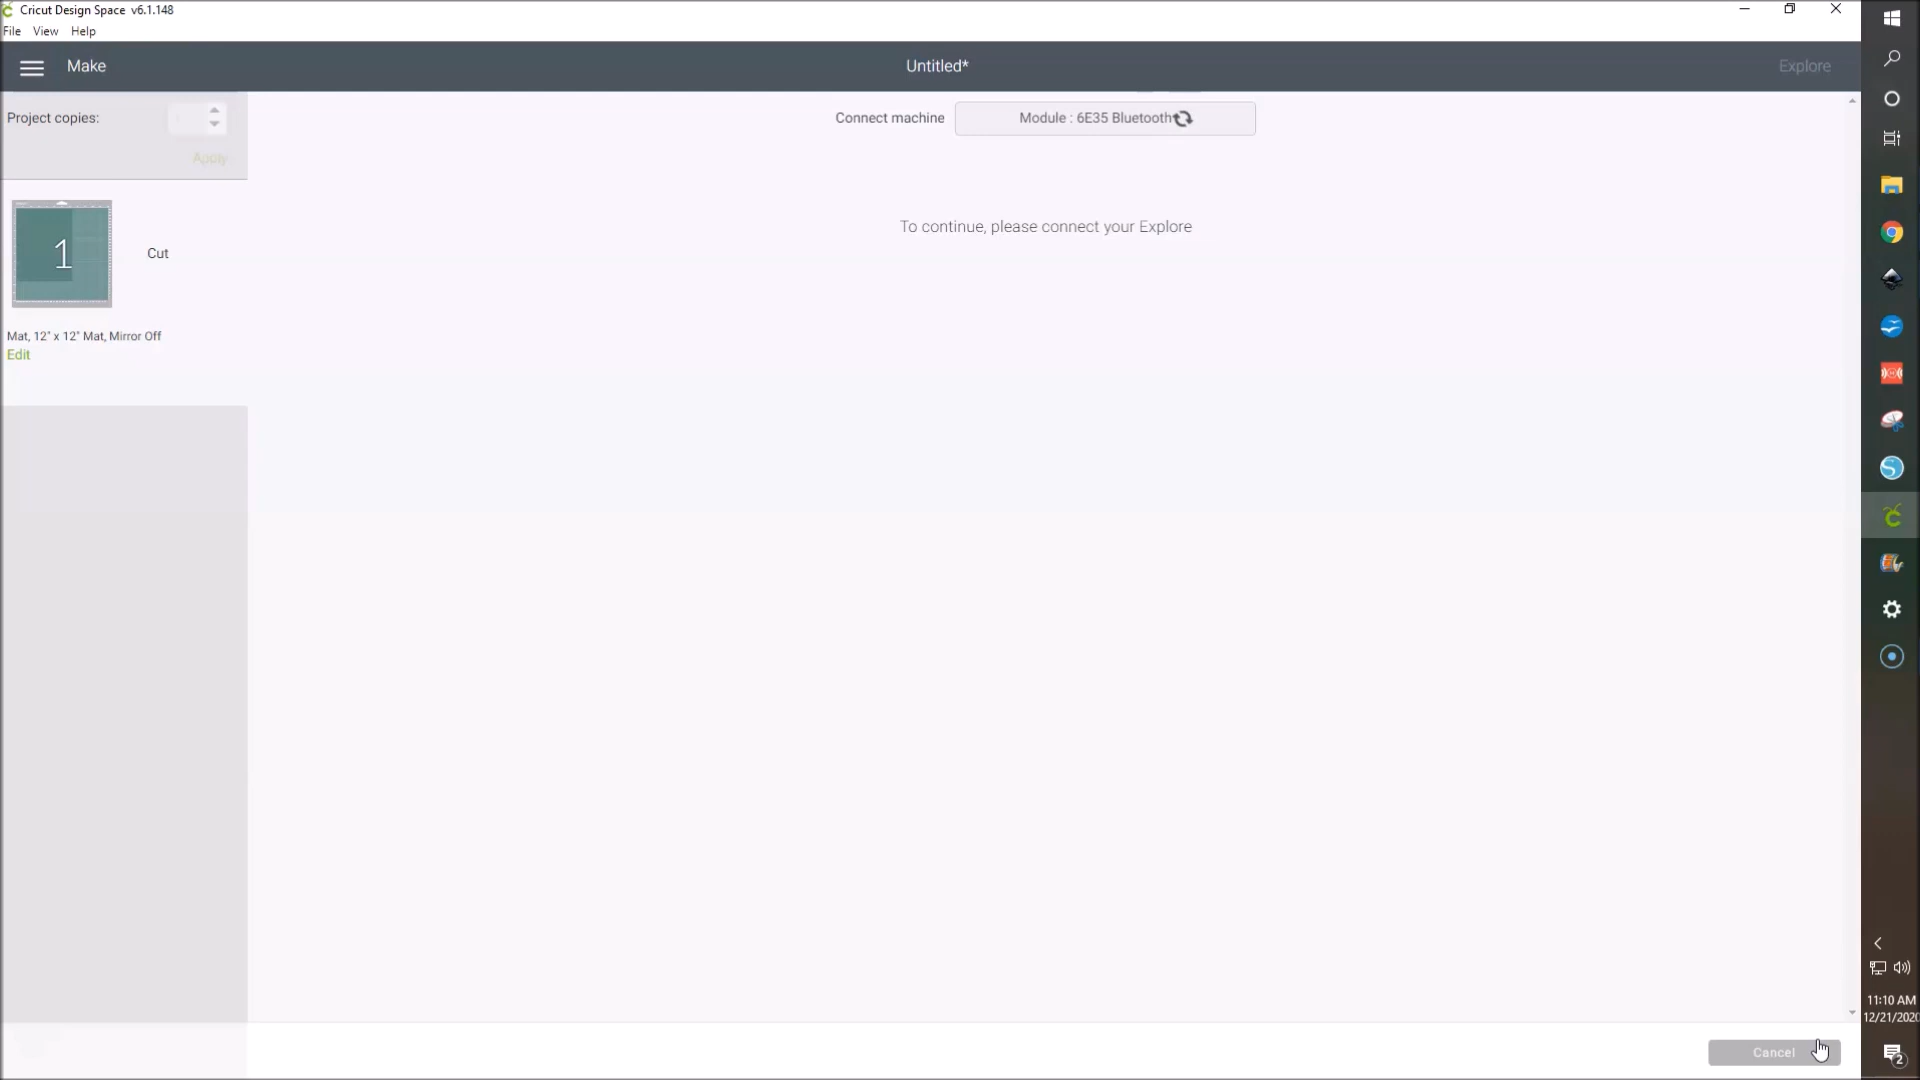 Cricut Design Space v6.1.148
File View Help
Make
Untitled*
Explore
Project copies:
Apply
Connect machine
Module : 6E35 Bluetooth
To continue, please connect your Explore
1
Cut
Mat, 12" x 12" Mat, Mirror Off
Edit
11:10 AM
12/21/2020
Cancel
2